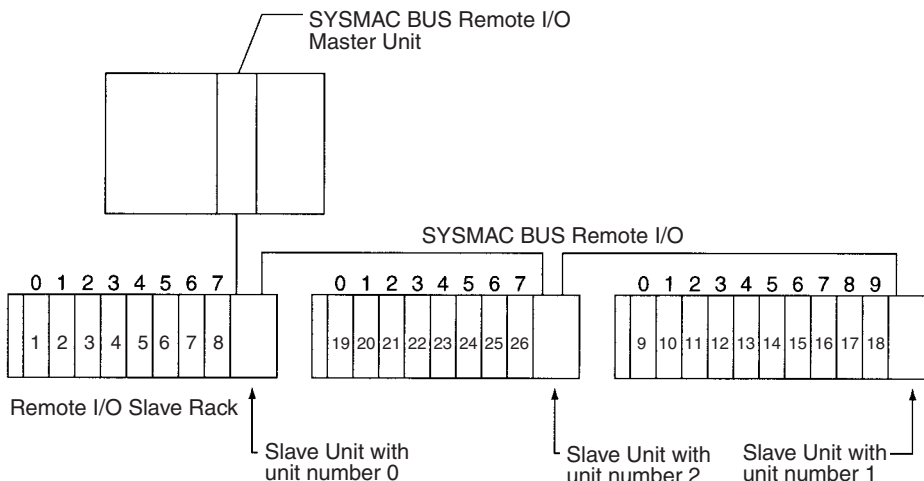 SYSMAC BUS Remote I/O
Master Unit
SYSMAC BUS Remote I/O
0 1 2 3 4 5 6 7
0 1 2 3 4 5 6 7
0 1 2 3 4 5 6 7 8 9
1 2 3 4 5 6 7 8
19 20 21 22 23 24 25 26
9 10 11 12 13 14 15 16 17 18
Remote I/O Slave Rack
Slave Unit with
unit number 0
Slave Unit with
unit number 2
Slave Unit with
unit number 1